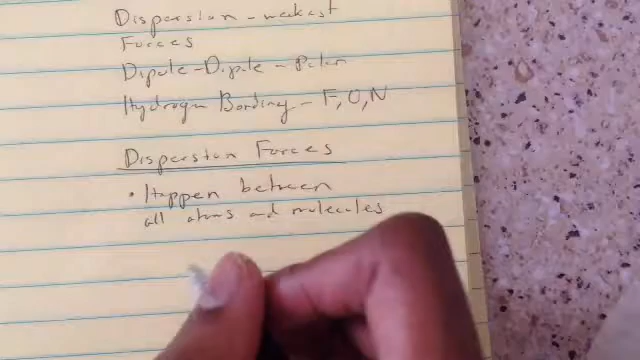 Dispersion - weakest
Forces
Dipole-Dipole - Polar
Hydrogen Bonding - F, O, N
Dispersion Forces
• Happen between
all atoms and molecules